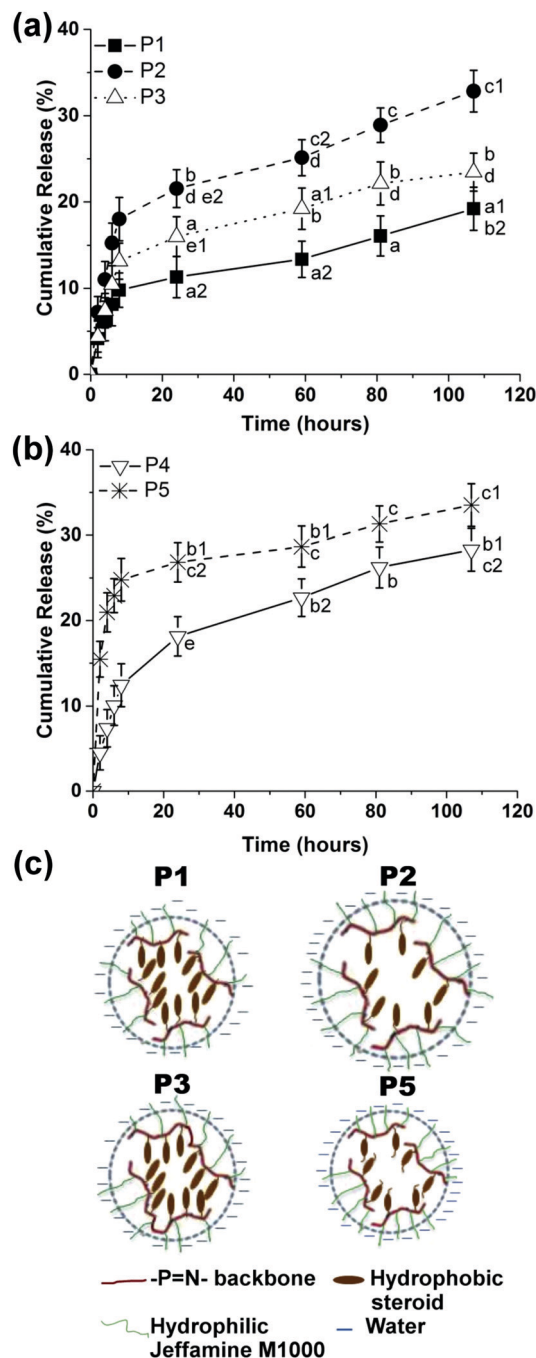 (a)
P1
P2
P3
Cumulative Release (%)
40
30
20
10
0
b
d e2
a
e1
a2
c2
d
a1
b
a2
c
b
d
a
c1
b
d
a1
b2
0 20 40 60 80 100 120
Time (hours)
(b)
P4
P5
Cumulative Release (%)
40
30
20
10
0
b1
c2
e
b1
c
b2
c
b
c1
b1
c2
0 20 40 60 80 100 120
Time (hours)
(c)
P1 P2
P3 P5
-P=N- backbone
Hydrophobic
steroid
Hydrophilic
Jeffamine M1000
Water